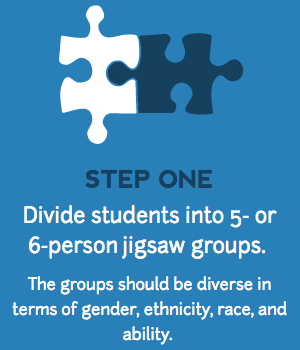 STEP ONE
Divide students into 5- or
6-person jigsaw groups.
The groups should be diverse in
terms of gender, ethnicity, race, and
ability.